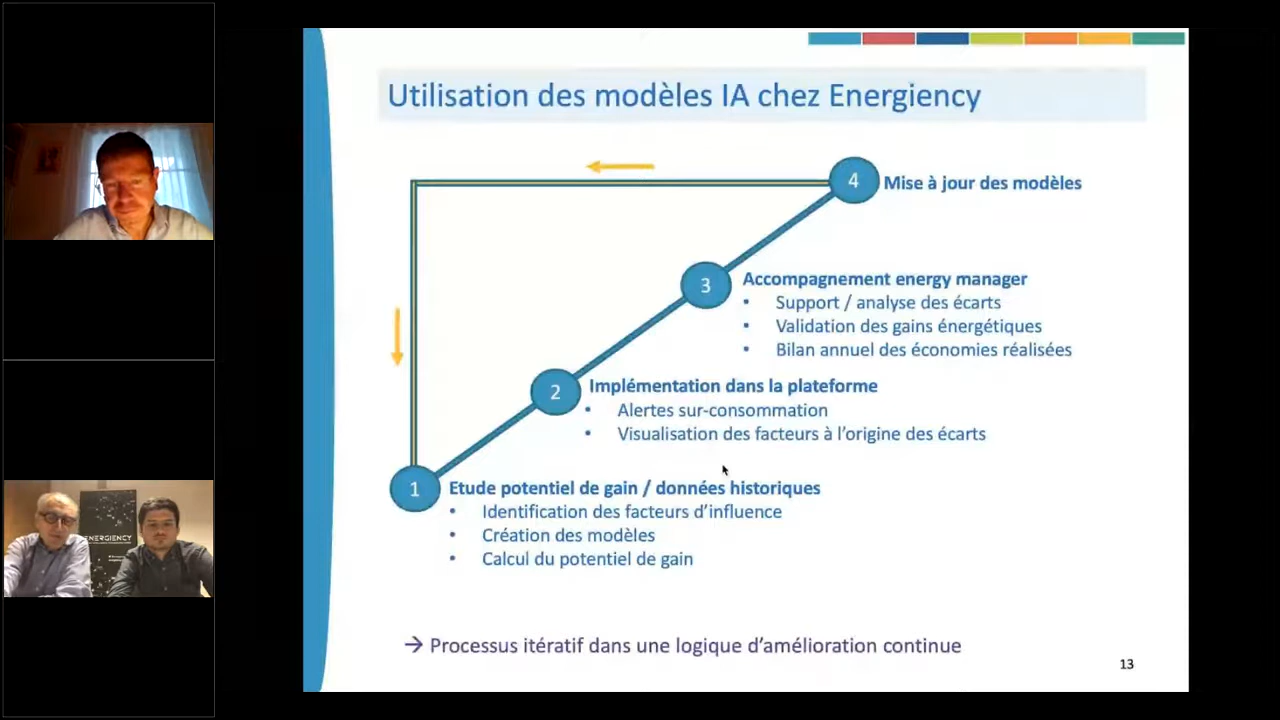 Utilisation des modèles IA chez Energiency
4
Mise à jour des modèles
3
Accompagnement energy manager
• Support / analyse des écarts
• Validation des gains énergétiques
• Bilan annuel des économies réalisées
2
Implémentation dans la plateforme
• Alertes sur-consommation
• Visualisation des facteurs à l'origine des écarts
1
Etude potentiel de gain / données historiques
• Identification des facteurs d'influence
• Création des modèles
• Calcul du potentiel de gain
→ Processus itératif dans une logique d'amélioration continue
13
ENERGIENCY